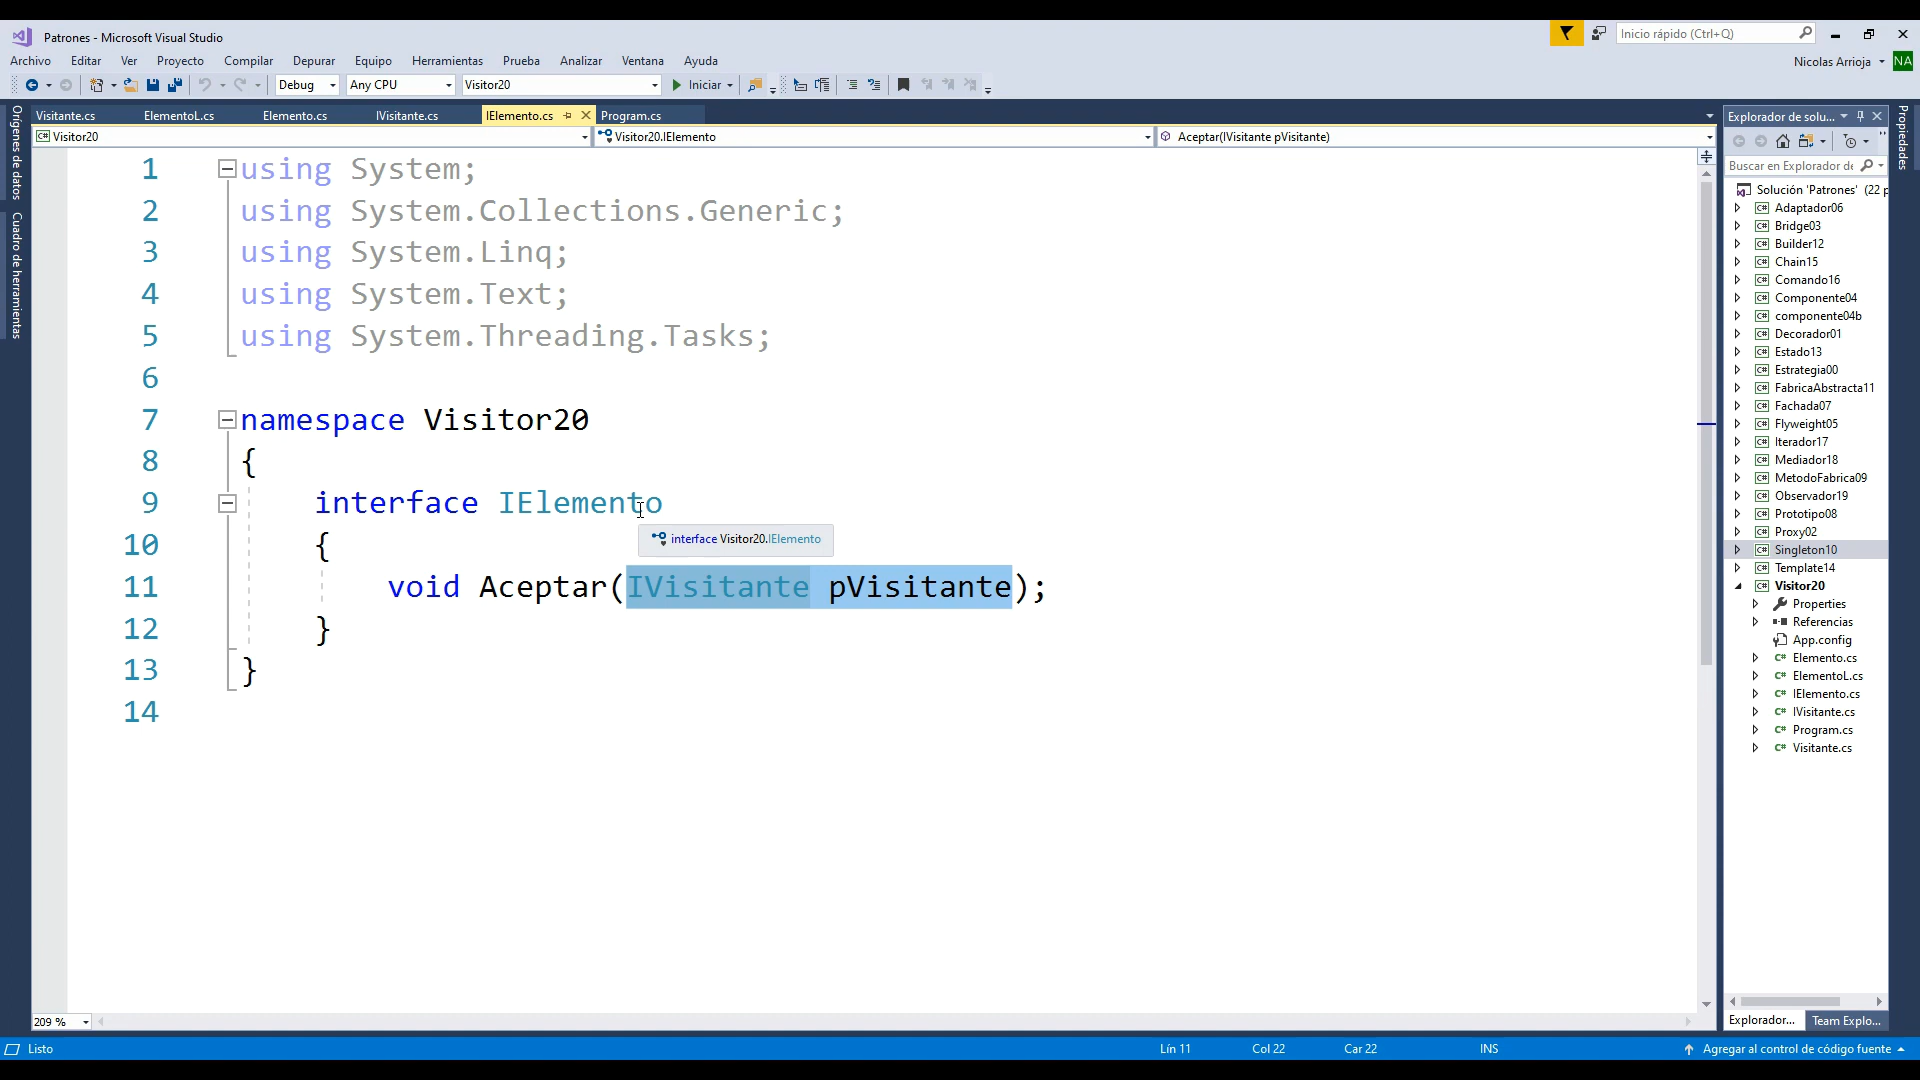 Patrones - Microsoft Visual Studio
Inicio rápido (Ctrl+Q)
Archivo Editar Ver Proyecto Compilar Depurar Equipo Herramientas Prueba Analizar Ventana Ayuda
Nicolas Arrioja NA
Debug Any CPU Visitor20 Iniciar
Visitante.cs ElementoL.cs Elemento.cs IVisitante.cs IElemento.cs Program.cs
Visitor20 Visitor20.IElemento Aceptar(IVisitante pVisitante)
Orígenes de datos
Cuadro de herramientas
1 using System;
2 using System.Collections.Generic;
3 using System.Linq;
4 using System.Text;
5 using System.Threading.Tasks;
6
7 namespace Visitor20
8 {
9 interface IElemento
interface Visitor20.IElemento
10 {
11 void Aceptar(IVisitante pVisitante);
12 }
13 }
14
209 %
Explorador de solu...
Propiedades
Buscar en Explorador de
Solución 'Patrones' (22 p
C# Adaptador06
C# Bridge03
C# Builder12
C# Chain15
C# Comando16
C# Componente04
C# componente04b
C# Decorador01
C# Estado13
C# Estrategia00
C# FabricaAbstracta11
C# Fachada07
C# Flyweight05
C# Iterador17
C# Mediador18
C# MetodoFabrica09
C# Observador19
C# Prototipo08
C# Proxy02
C# Singleton10
C# Template14
C# Visitor20
Properties
Referencias
App.config
C# Elemento.cs
C# ElementoL.cs
C# IElemento.cs
C# IVisitante.cs
C# Program.cs
C# Visitante.cs
Explorador... Team Explo...
Listo Lín 11 Col 22 Car 22 INS Agregar al control de código fuente